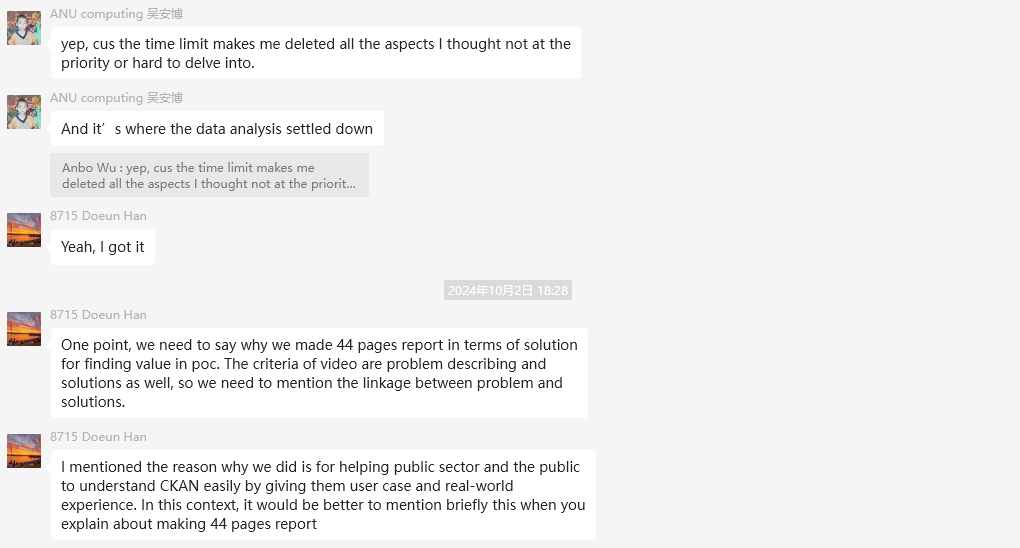 ANU computing 吴安博
yep, cus the time limit makes me deleted all the aspects I thought not at the
priority or hard to delve into.
ANU computing 吴安博
And it’s where the data analysis settled down
Anbo Wu : yep, cus the time limit makes me
deleted all the aspects I thought not at the priorit...
8715 Doeun Han
Yeah, I got it
2024年10月2日 18:28
8715 Doeun Han
One point, we need to say why we made 44 pages report in terms of solution
for finding value in poc. The criteria of video are problem describing and
solutions as well, so we need to mention the linkage between problem and
solutions.
8715 Doeun Han
I mentioned the reason why we did is for helping public sector and the public
to understand CKAN easily by giving them user case and real-world
experience. In this context, it would be better to mention briefly this when you
explain about making 44 pages report